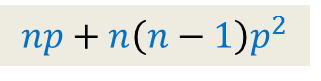 np + n(n − 1)p²